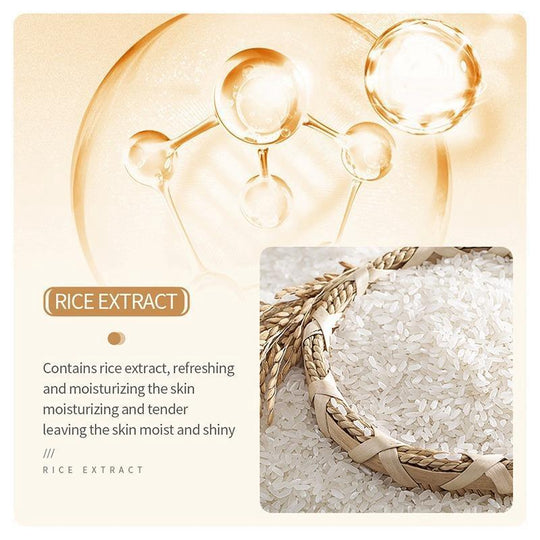 RICE EXTRACT
Contains rice extract, refreshing
and moisturizing the skin
moisturizing and tender
leaving the skin moist and shiny
///
RICE EXTRACT